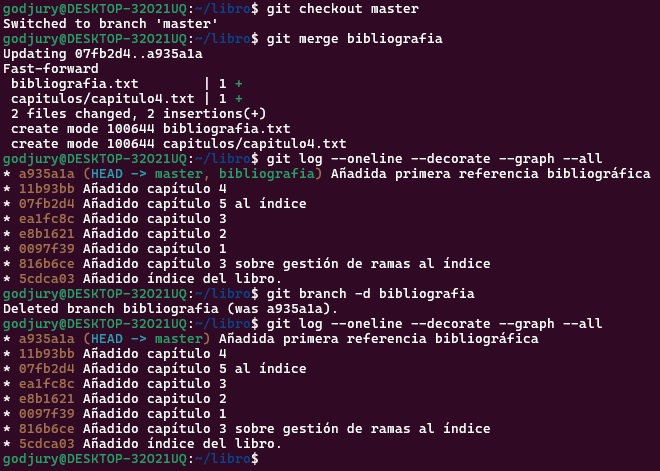 godjury@DESKTOP-32O21UQ:~/libro$ git checkout master
Switched to branch 'master'
godjury@DESKTOP-32O21UQ:~/libro$ git merge bibliografia
Updating 07fb2d4..a935a1a
Fast-forward
 bibliografia.txt        | 1 +
 capitulos/capitulo4.txt | 1 +
 2 files changed, 2 insertions(+)
 create mode 100644 bibliografia.txt
 create mode 100644 capitulos/capitulo4.txt
godjury@DESKTOP-32O21UQ:~/libro$ git log --oneline --decorate --graph --all
* a935a1a (HEAD -> master, bibliografia) Añadida primera referencia bibliográfica
* 11b93bb Añadido capítulo 4
* 07fb2d4 Añadido capítulo 5 al índice
* ea1fc8c Añadido capítulo 3
* e8b1621 Añadido capítulo 2
* 0097f39 Añadido capítulo 1
* 816b6ce Añadido capítulo 3 sobre gestión de ramas al índice
* 5cdca03 Añadido índice del libro.
godjury@DESKTOP-32O21UQ:~/libro$ git branch -d bibliografia
Deleted branch bibliografia (was a935a1a).
godjury@DESKTOP-32O21UQ:~/libro$ git log --oneline --decorate --graph --all
* a935a1a (HEAD -> master) Añadida primera referencia bibliográfica
* 11b93bb Añadido capítulo 4
* 07fb2d4 Añadido capítulo 5 al índice
* ea1fc8c Añadido capítulo 3
* e8b1621 Añadido capítulo 2
* 0097f39 Añadido capítulo 1
* 816b6ce Añadido capítulo 3 sobre gestión de ramas al índice
* 5cdca03 Añadido índice del libro.
godjury@DESKTOP-32O21UQ:~/libro$